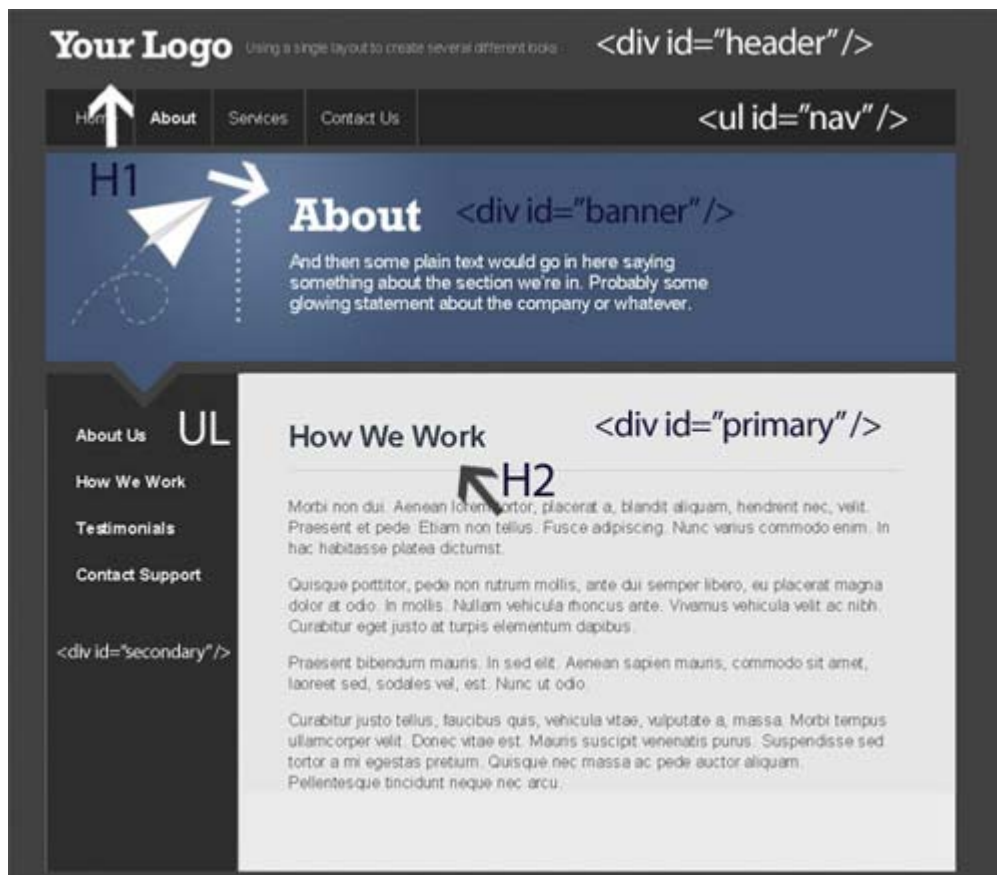 Your Logo Using a single layout to create several different looks <div id="header"/>
Home About Services Contact Us <ul id="nav"/>
H1
About <div id="banner"/>
And then some plain text would go in here saying
something about the section we're in. Probably some
glowing statement about the company or whatever.
About Us UL
How We Work
Testimonials
Contact Support
<div id="secondary"/>
How We Work <div id="primary"/>
H2
Morbi non dui. Aenean lorem tortor, placerat a, blandit aliquam, hendrerit nec, velit.
Praesent et pede. Etiam non tellus. Fusce adipiscing. Nunc varius commodo enim. In
hac habitasse platea dictumst.
Quisque porttitor, pede non rutrum mollis, ante dui semper libero, eu placerat magna
dolor at odio. In mollis. Nullam vehicula rhoncus ante. Vivamus vehicula velit ac nibh.
Curabitur eget justo at turpis elementum dapibus.
Praesent bibendum mauris. In sed elit. Aenean sapien mauris, commodo sit amet,
laoreet sed, sodales vel, est. Nunc ut odio.
Curabitur justo tellus, faucibus quis, vehicula vitae, vulputate a, massa. Morbi tempus
ullamcorper velit. Donec vitae est. Mauris suscipit venenatis purus. Suspendisse sed
tortor a mi egestas pretium. Quisque nec massa ac pede auctor aliquam.
Pellentesque tincidunt neque nec arcu.